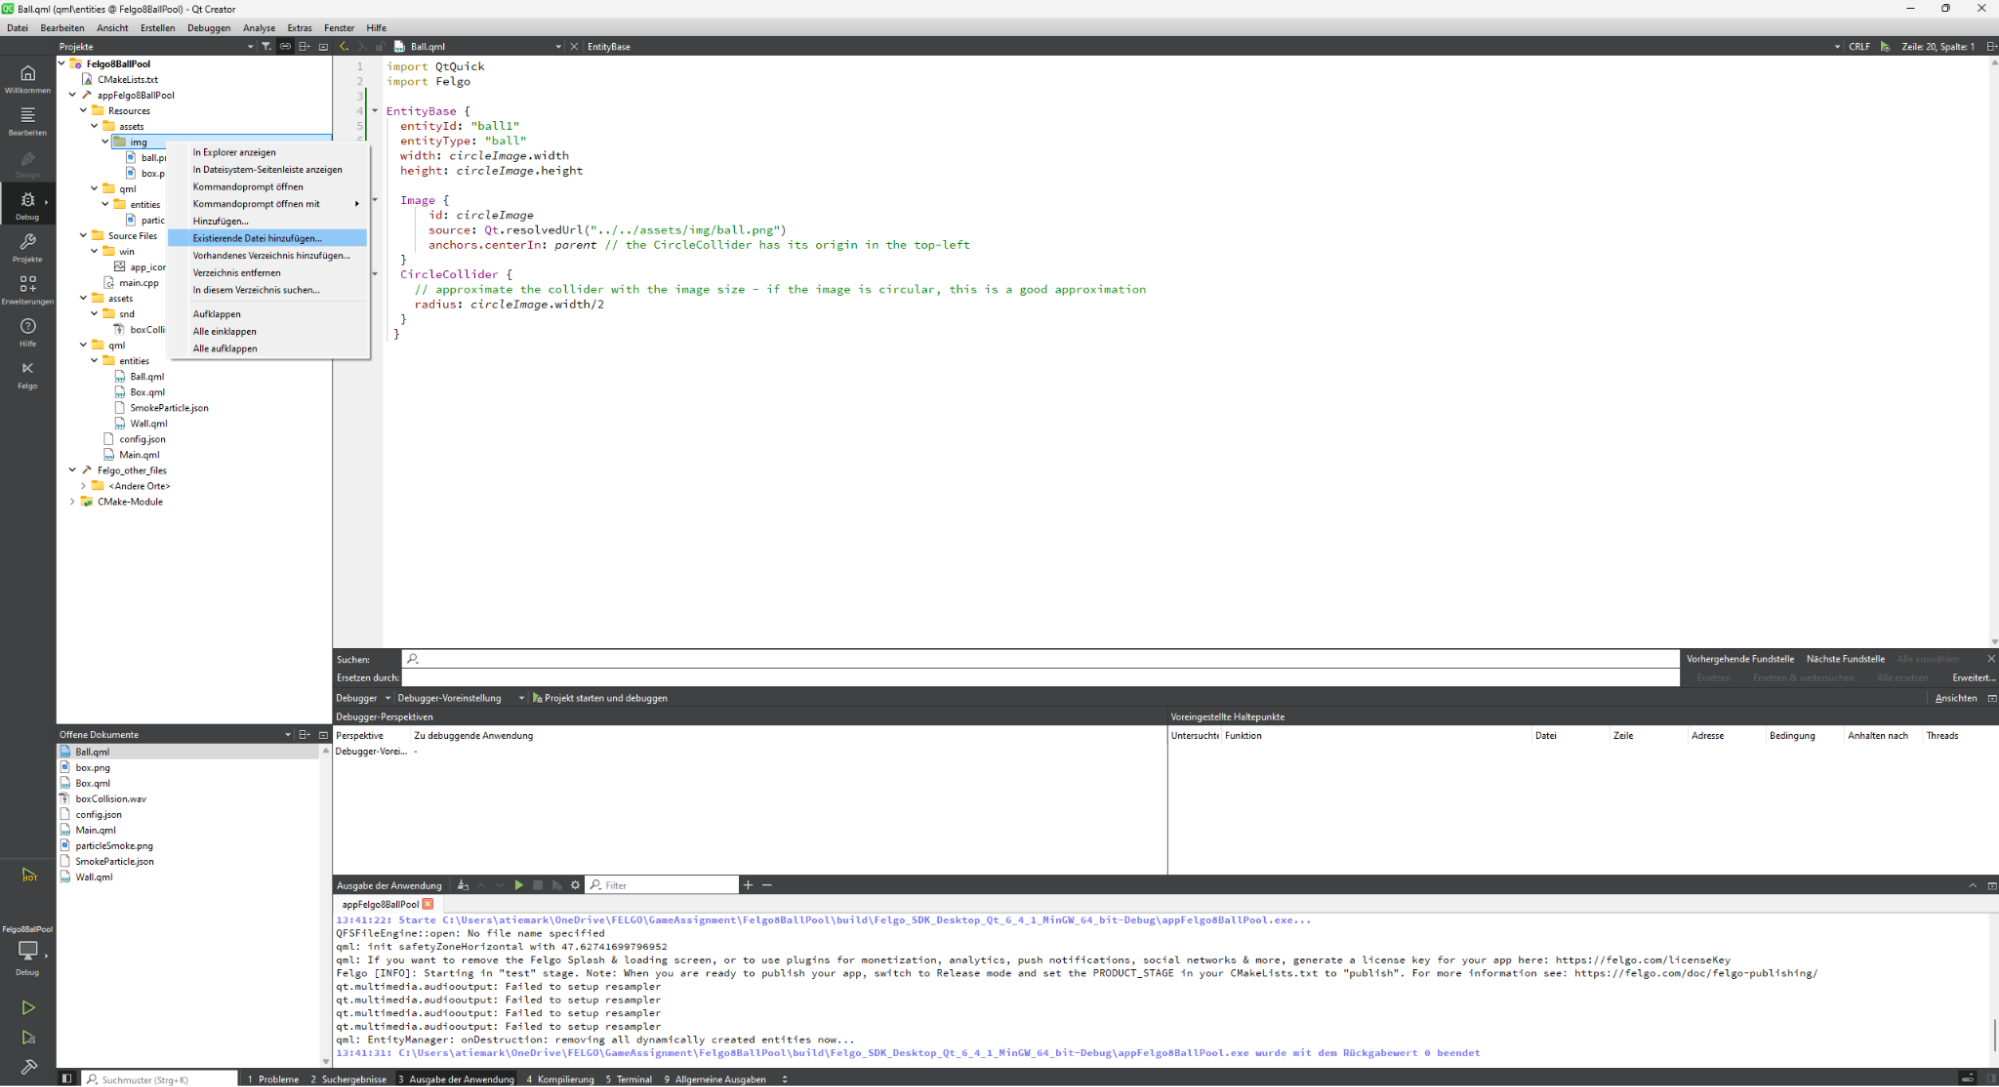 Ball.qml (qml\entities @ Felgo8BallPool) - Qt Creator
Datei Bearbeiten Ansicht Erstellen Debuggen Analyse Extras Fenster Hilfe
Projekte
Ball.qml
EntityBase
CRLF
Zeile: 20, Spalte: 1
Willkommen
Bearbeiten
Design
Debug
Projekte
Erweiterungen
Hilfe
Felgo
Felgo8BallPool
CMakeLists.txt
appFelgo8BallPool
Resources
assets
img
ball.pr
box.p
qml
entities
partic
Source Files
win
app_icor
main.cpp
assets
snd
boxColli
qml
entities
Ball.qml
Box.qml
SmokeParticle.json
Wall.qml
config.json
Main.qml
Felgo_other_files
<Andere Orte>
CMake-Module
In Explorer anzeigen
In Dateisystem-Seitenleiste anzeigen
Kommandoprompt öffnen
Kommandoprompt öffnen mit
Hinzufügen...
Existierende Datei hinzufügen...
Vorhandenes Verzeichnis hinzufügen...
Verzeichnis entfernen
In diesem Verzeichnis suchen...
Aufklappen
Alle einklappen
Alle aufklappen
1 import QtQuick
2 import Felgo
3
4 EntityBase {
5 entityId: "ball1"
entityType: "ball"
width: circleImage.width
height: circleImage.height
Image {
id: circleImage
source: Qt.resolvedUrl("../../assets/img/ball.png")
anchors.centerIn: parent // the CircleCollider has its origin in the top-left
}
CircleCollider {
// approximate the collider with the image size - if the image is circular, this is a good approximation
radius: circleImage.width/2
}
}
Suchen:
Vorhergehende Fundstelle Nächste Fundstelle Alle auswählen
Ersetzen durch:
Ersetzen Ersetzen & weitersuchen Alle ersetzen Erweitert...
Debugger Debugger-Voreinstellung Projekt starten und debuggen
Ansichten
Debugger-Perspektiven
Voreingestellte Haltepunkte
Perspektive Zu debuggende Anwendung
Debugger-Vorei... -
Untersuchte Funktion Datei Zeile Adresse Bedingung Anhalten nach Threads
Offene Dokumente
Ball.qml
box.png
Box.qml
boxCollision.wav
config.json
Main.qml
particleSmoke.png
SmokeParticle.json
Wall.qml
HOT
Felgo8BallPool
Debug
Ausgabe der Anwendung
Filter
appFelgo8BallPool
13:41:22: Starte C:\Users\atiemark\OneDrive\FELGO\GameAssignment\Felgo8BallPool\build\Felgo_SDK_Desktop_Qt_6_4_1_MinGW_64_bit-Debug\appFelgo8BallPool.exe...
QFSFileEngine::open: No file name specified
qml: init safetyZoneHorizontal with 47.62741699796952
qml: If you want to remove the Felgo Splash & loading screen, or to use plugins for monetization, analytics, push notifications, social networks & more, generate a license key for your app here: https://felgo.com/licenseKey
Felgo [INFO]: Starting in "test" stage. Note: When you are ready to publish your app, switch to Release mode and set the PRODUCT_STAGE in your CMakeLists.txt to "publish". For more information see: https://felgo.com/doc/felgo-publishing/
qt.multimedia.audiooutput: Failed to setup resampler
qt.multimedia.audiooutput: Failed to setup resampler
qt.multimedia.audiooutput: Failed to setup resampler
qt.multimedia.audiooutput: Failed to setup resampler
qml: EntityManager: onDestruction: removing all dynamically created entities now...
13:41:31: C:\Users\atiemark\OneDrive\FELGO\GameAssignment\Felgo8BallPool\build\Felgo_SDK_Desktop_Qt_6_4_1_MinGW_64_bit-Debug\appFelgo8BallPool.exe wurde mit dem Rückgabewert 0 beendet
Suchmuster (Strg+K)
1 Probleme 2 Suchergebnisse 3 Ausgabe der Anwendung 4 Kompilierung 5 Terminal 9 Allgemeine Ausgaben